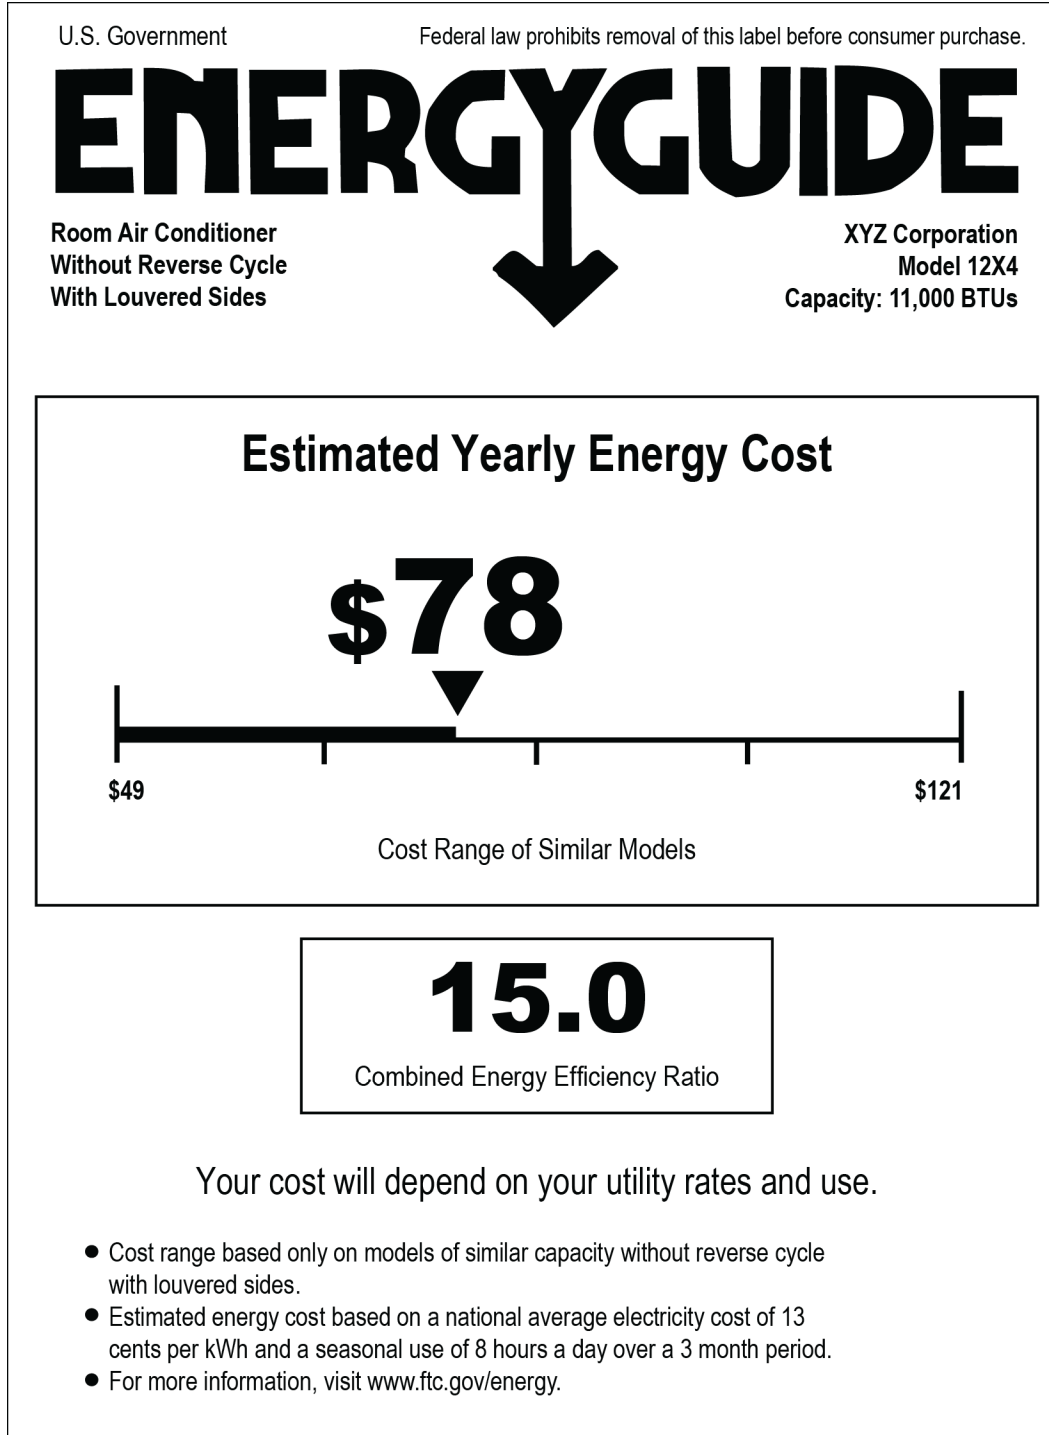 U.S. Government
Federal law prohibits removal of this label before consumer purchase.
ENERGYGUIDE
Room Air Conditioner
Without Reverse Cycle
With Louvered Sides
XYZ Corporation
Model 12X4
Capacity: 11,000 BTUs
Estimated Yearly Energy Cost
$78
$49
$121
Cost Range of Similar Models
15.0
Combined Energy Efficiency Ratio
Your cost will depend on your utility rates and use.
● Cost range based only on models of similar capacity without reverse cycle
with louvered sides.
● Estimated energy cost based on a national average electricity cost of 13
cents per kWh and a seasonal use of 8 hours a day over a 3 month period.
● For more information, visit www.ftc.gov/energy.